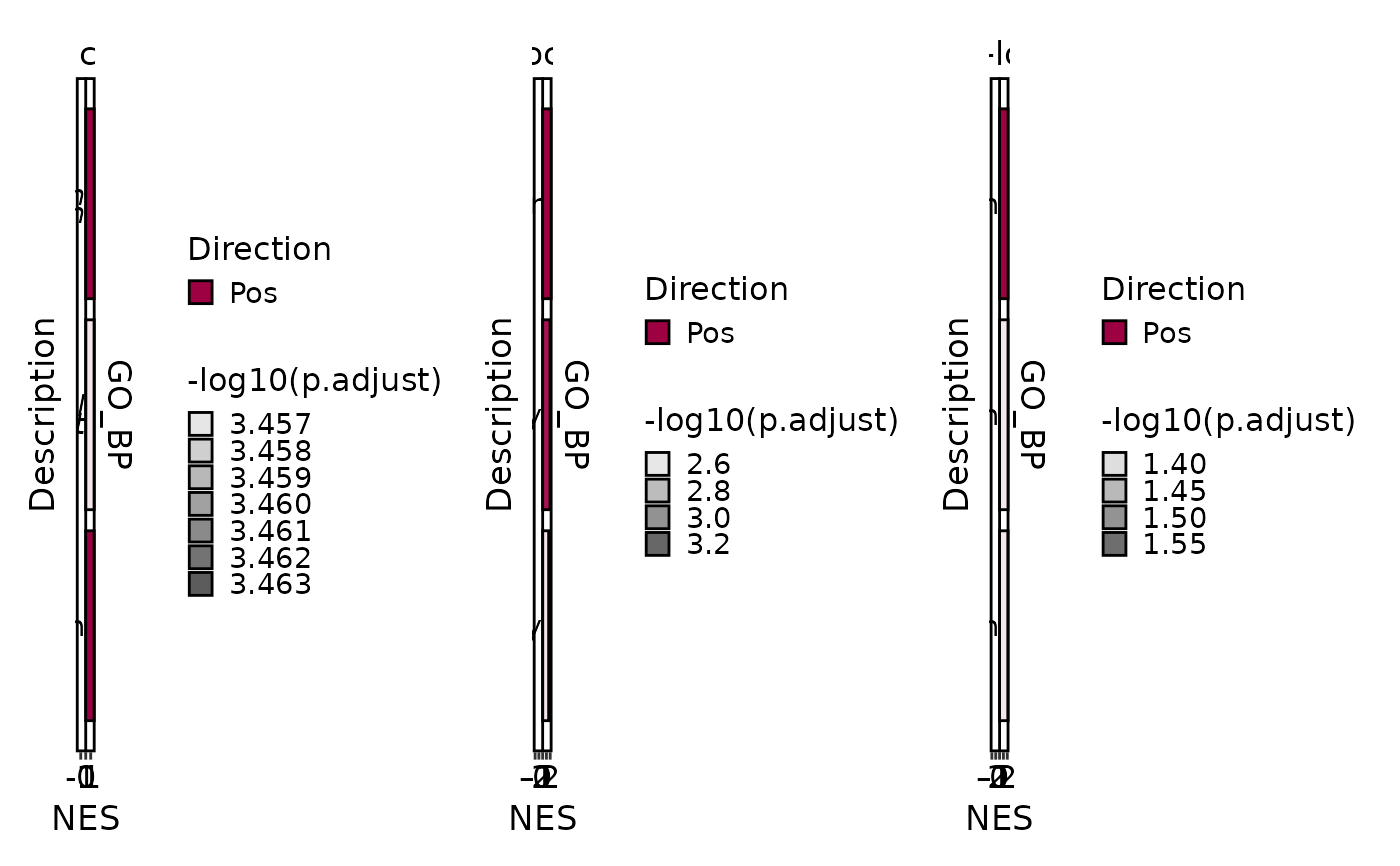 Description
GO_BP
NES
Direction
Pos
-log10(p.adjust)
3.457
3.458
3.459
3.460
3.461
3.462
3.463
Description
GO_BP
NES
Direction
Pos
-log10(p.adjust)
2.6
2.8
3.0
3.2
Description
GO_BP
NES
Direction
Pos
-log10(p.adjust)
1.40
1.45
1.50
1.55